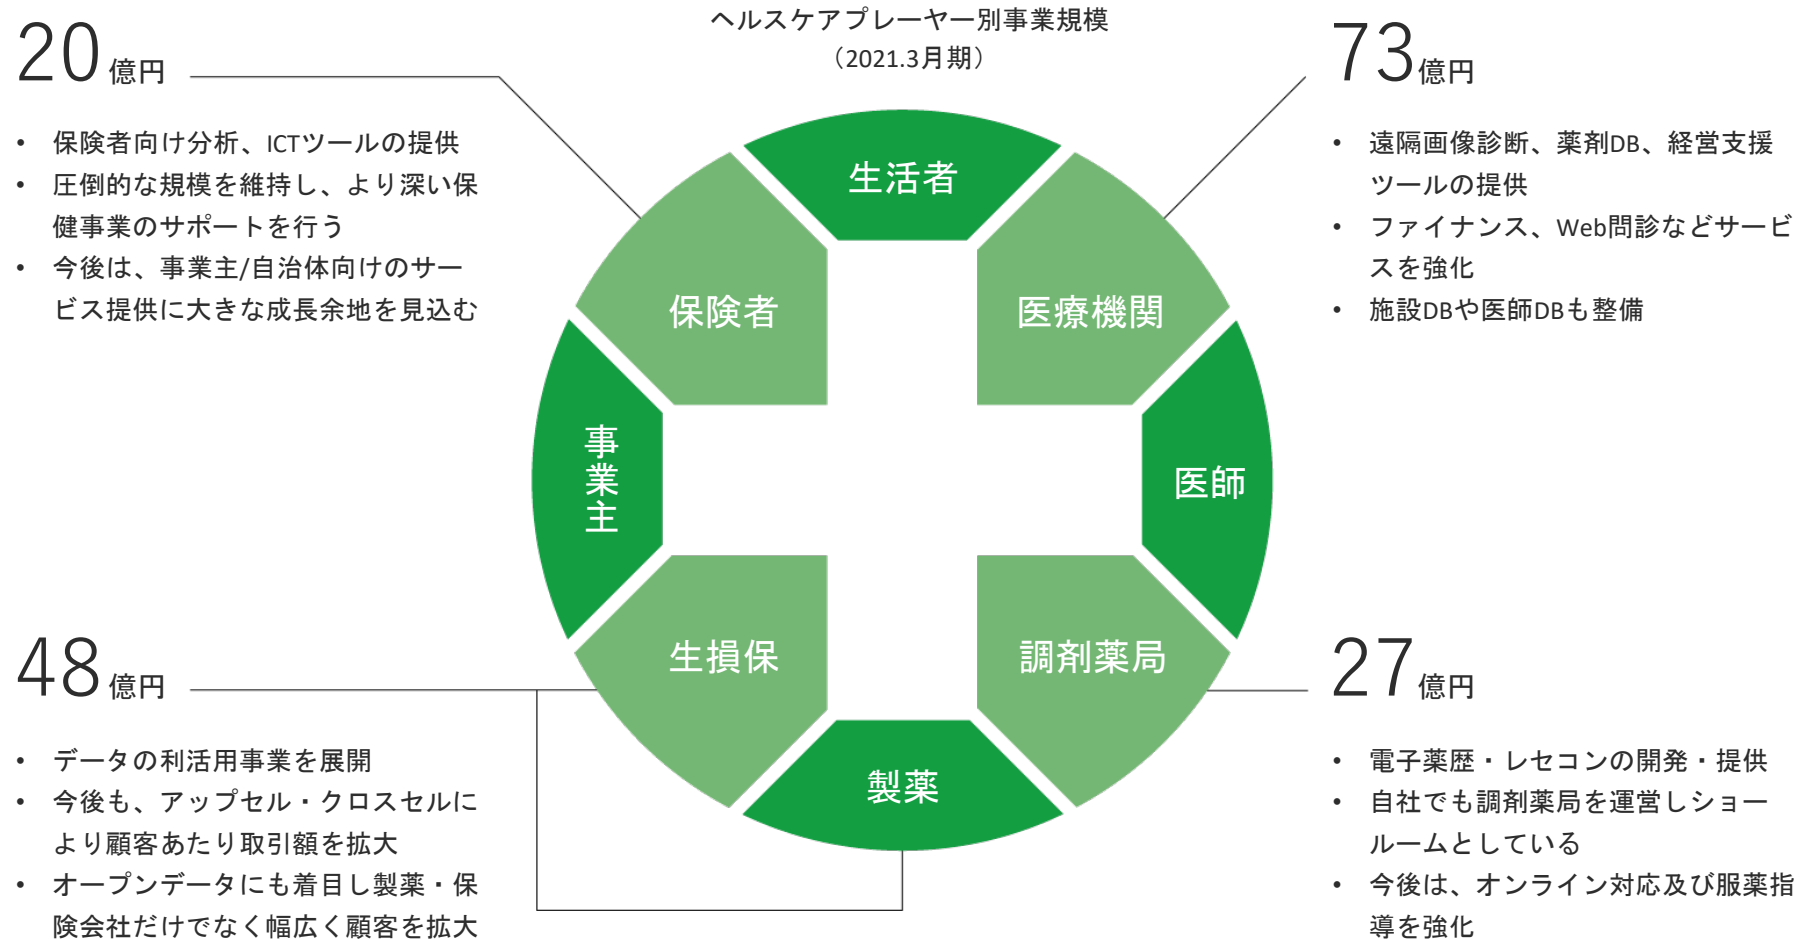 ヘルスケアプレーヤー別事業規模
（2021.3月期）
20億円
• 保険者向け分析、ICTツールの提供
• 圧倒的な規模を維持し、より深い保
健事業のサポートを行う
• 今後は、事業主/自治体向けのサー
ビス提供に大きな成長余地を見込む
73億円
• 遠隔画像診断、薬剤DB、経営支援
ツールの提供
• ファイナンス、Web問診などサービ
スを強化
• 施設DBや医師DBも整備
生活者
保険者
医療機関
事業主
医師
生損保
調剤薬局
製薬
48億円
• データの利活用事業を展開
• 今後も、アップセル・クロスセルに
より顧客あたり取引額を拡大
• オープンデータにも着目し製薬・保
険会社だけでなく幅広く顧客を拡大
27億円
• 電子薬歴・レセコンの開発・提供
• 自社でも調剤薬局を運営しショー
ルームとしている
• 今後は、オンライン対応及び服薬指
導を強化